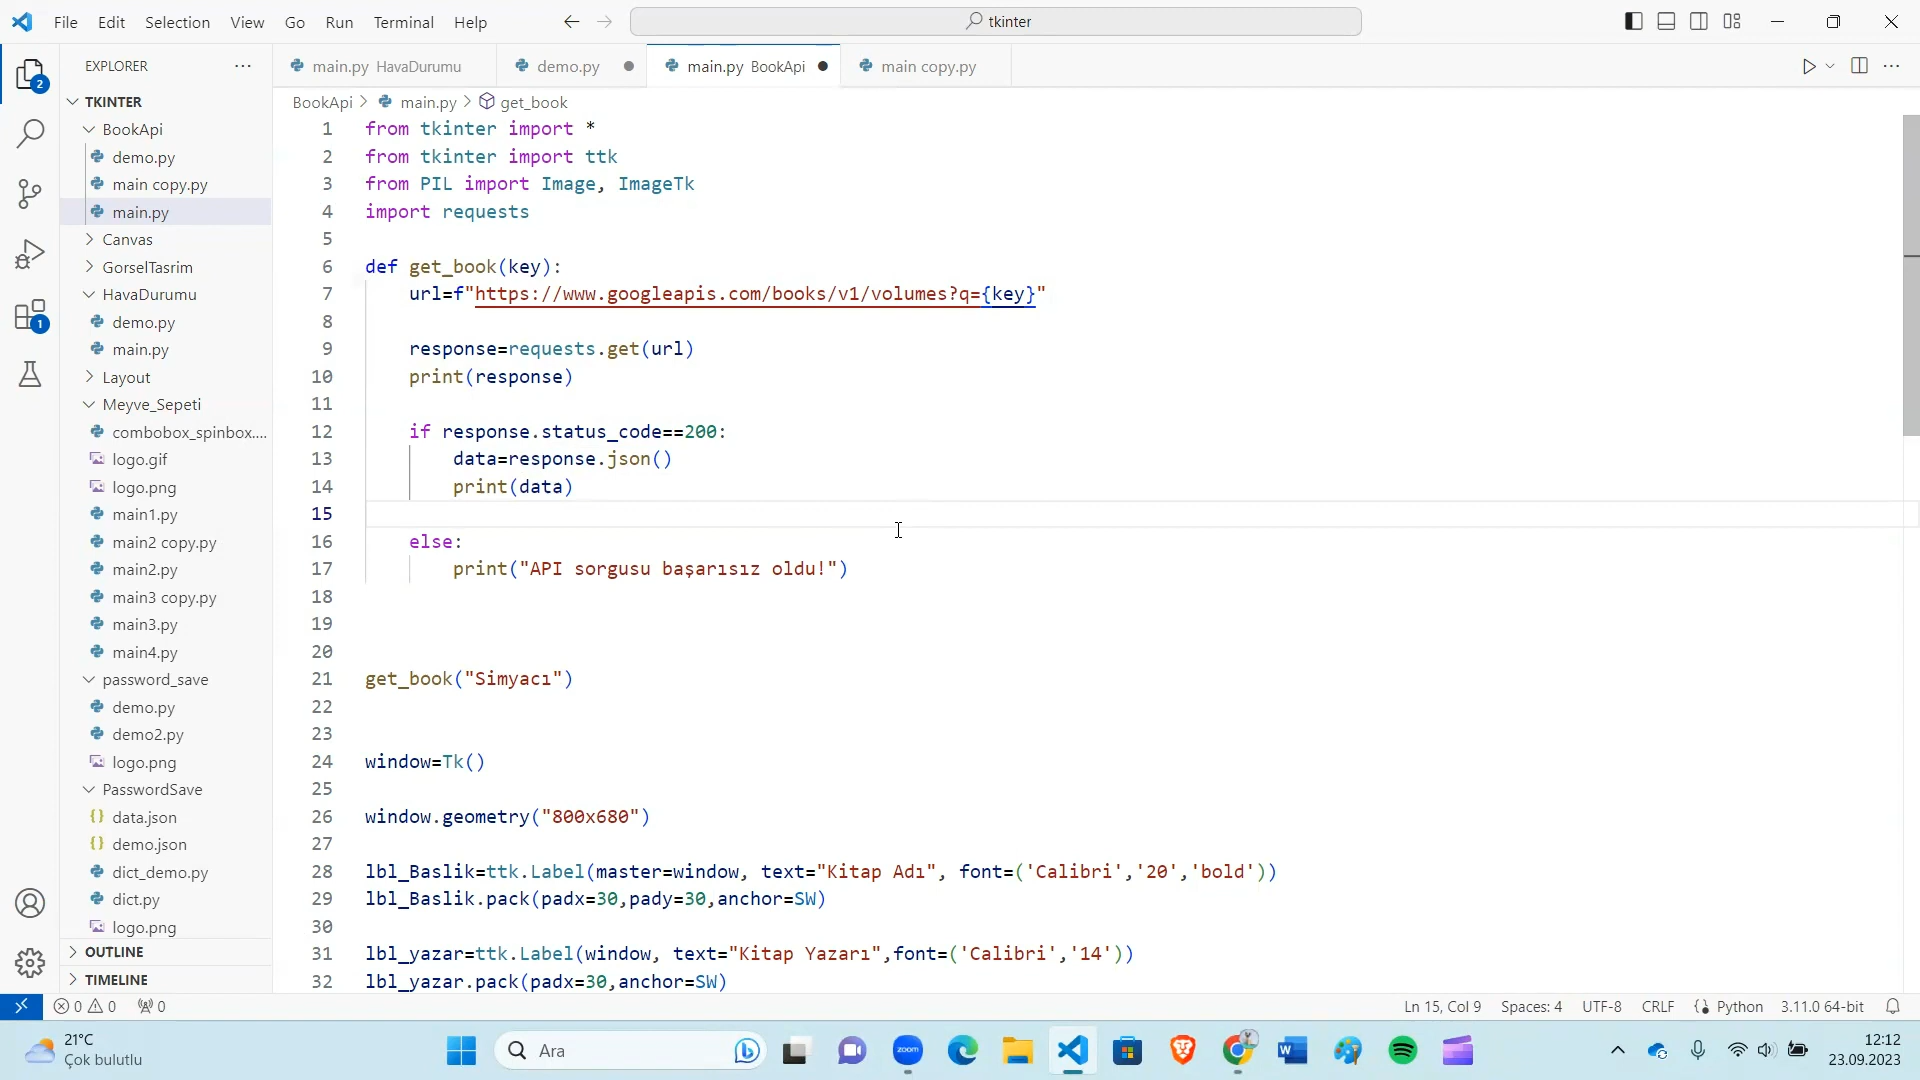 File Edit Selection View Go Run Terminal Help
tkinter
EXPLORER
main.py HavaDurumu
demo.py
main.py BookApi
main copy.py
BookApi > main.py > get_book
TKINTER
BookApi
demo.py
main copy.py
main.py
Canvas
GorselTasrim
HavaDurumu
demo.py
main.py
Layout
Meyve_Sepeti
combobox_spinbox....
logo.gif
logo.png
main1.py
main2 copy.py
main2.py
main3 copy.py
main3.py
main4.py
password_save
demo.py
demo2.py
logo.png
PasswordSave
data.json
demo.json
dict_demo.py
dict.py
logo.png
OUTLINE
TIMELINE
2
1
1 from tkinter import *
2 from tkinter import ttk
3 from PIL import Image, ImageTk
4 import requests
5
6 def get_book(key):
7 url=f"https://www.googleapis.com/books/v1/volumes?q={key}"
8
9 response=requests.get(url)
10 print(response)
11
12 if response.status_code==200:
13 data=response.json()
14 print(data)
15
16 else:
17 print("API sorgusu başarısız oldu!")
18
19
20
21 get_book("Simyacı")
22
23
24 window=Tk()
25
26 window.geometry("800x680")
27
28 lbl_Baslik=ttk.Label(master=window, text="Kitap Adı", font=('Calibri','20','bold'))
29 lbl_Baslik.pack(padx=30,pady=30,anchor=SW)
30
31 lbl_yazar=ttk.Label(window, text="Kitap Yazarı",font=('Calibri','14'))
32 lbl_yazar.pack(padx=30,anchor=SW)
0 0 0
Ln 15, Col 9 Spaces: 4 UTF-8 CRLF Python 3.11.0 64-bit
21°C
Çok bulutlu
Ara
zoom
12:12
23.09.2023